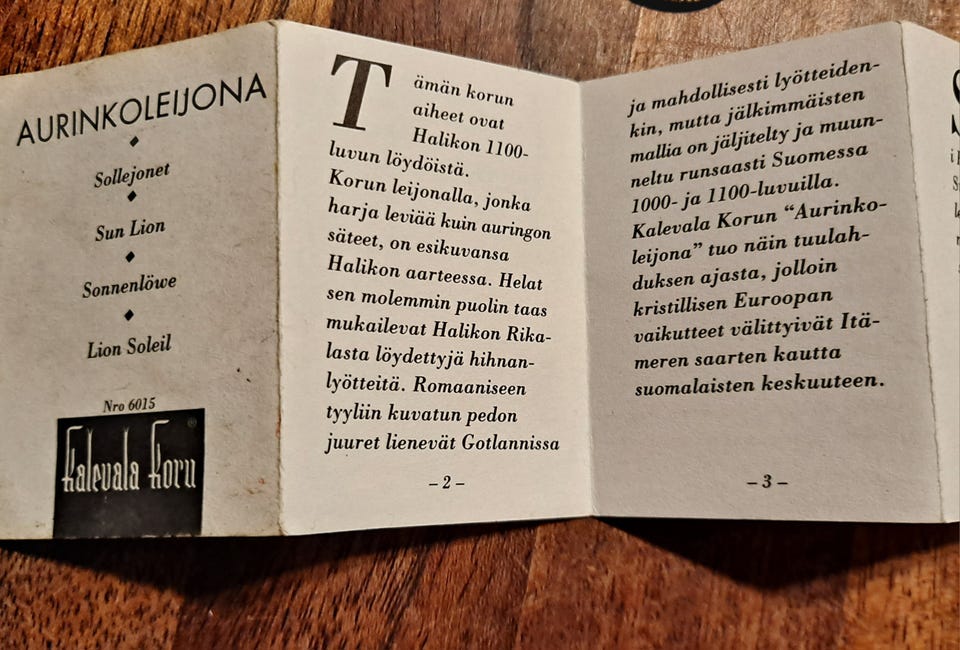 AURINKOLEIJONA
Sollejonet
Sun Lion
Sonnenlöwe
Lion Soleil
Nro 6015
Kalevala Koru
Tämän korun
aiheet ovat
Halikon 1100-
luvun löydöistä.
Korun leijonalla, jonka
harja leviää kuin auringon
säteet, on esikuvansa
Halikon aarteessa. Helat
sen molemmin puolin taas
mukailevat Halikon Rika-
lasta löydettyjä hihnan-
lyötteitä. Romaaniseen
tyyliin kuvatun pedon
juuret lienevät Gotlannissa
– 2 –
ja mahdollisesti lyötteiden-
kin, mutta jälkimmäisten
mallia on jäljitelty ja muun-
neltu runsaasti Suomessa
1000- ja 1100-luvuilla.
Kalevala Korun “Aurinko-
leijona” tuo näin tuulah-
duksen ajasta, jolloin
kristillisen Euroopan
vaikutteet välittyivät Itä-
meren saarten kautta
suomalaisten keskuuteen.
– 3 –